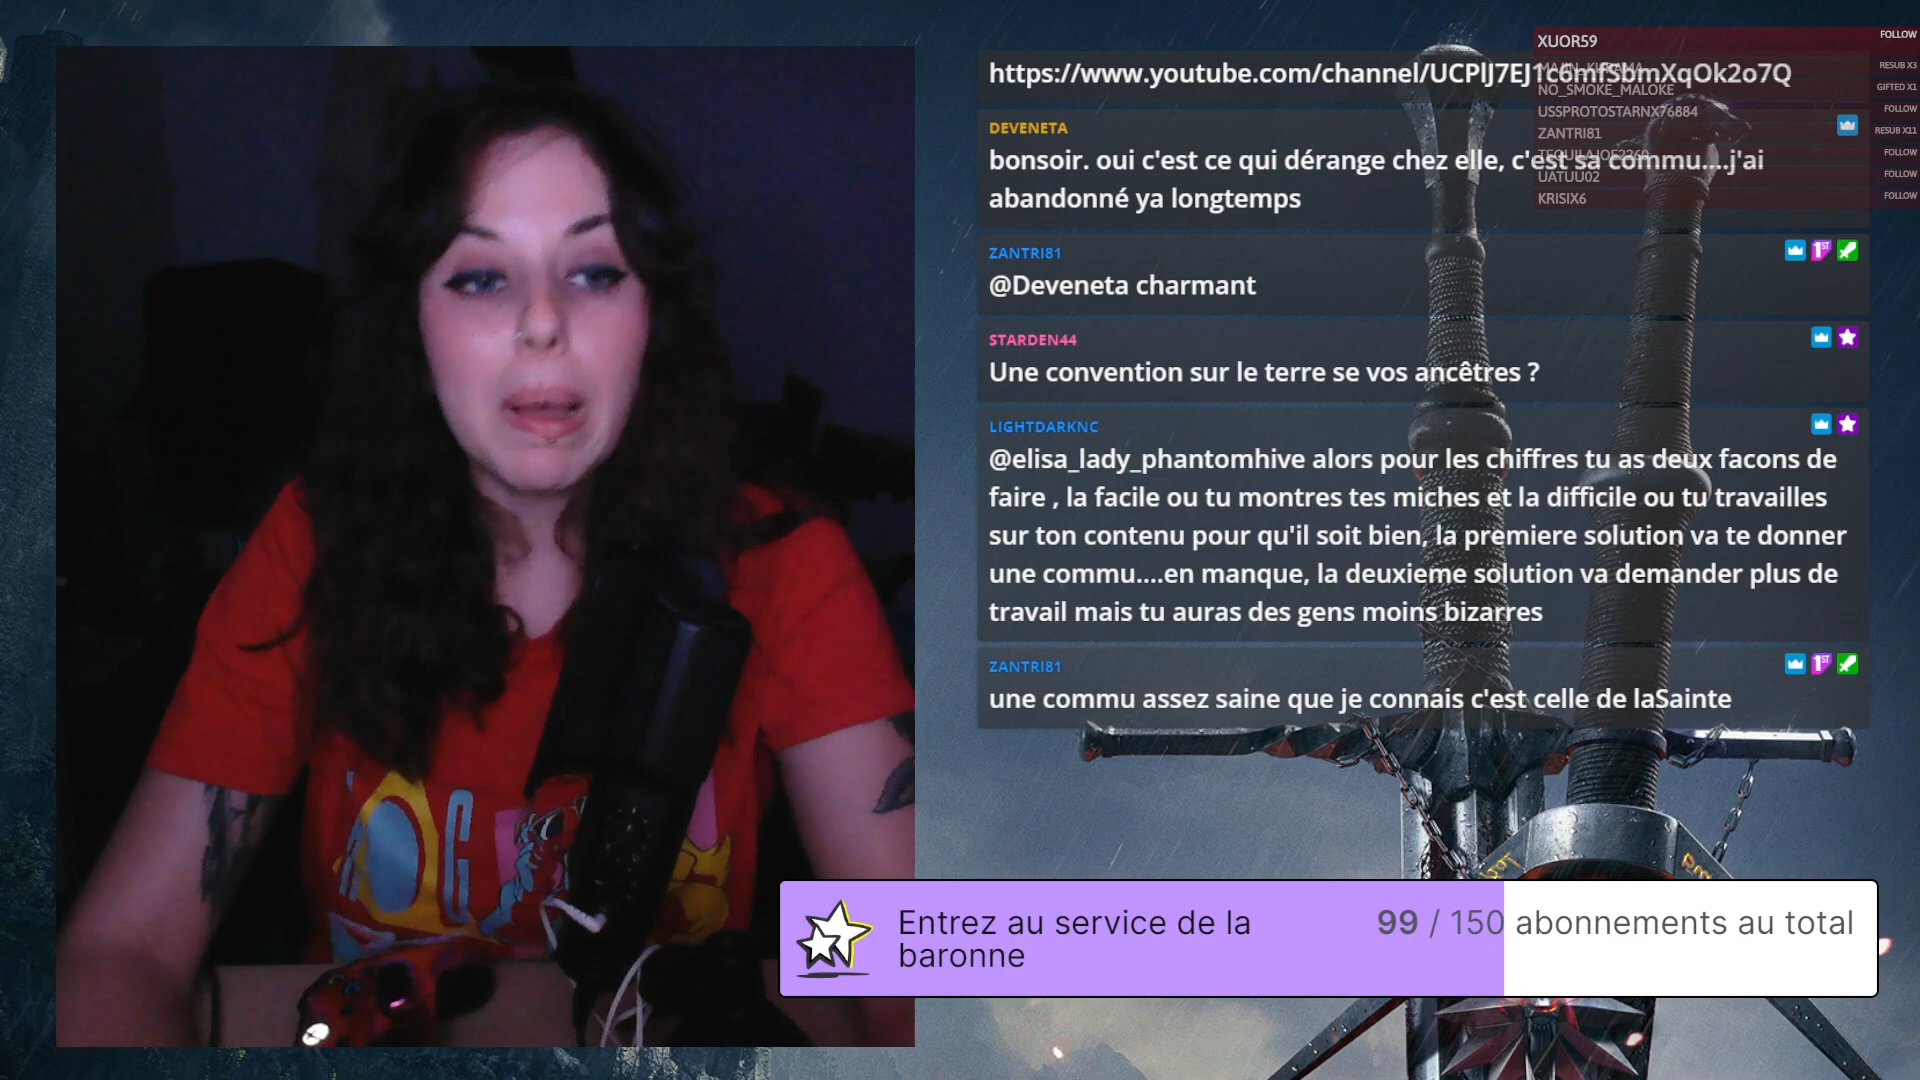 https://www.youtube.com/channel/UCPlJ7EJ1c6mfSbmXqOk2o7Q
XUOR59 FOLLOW
RESUB X3
NO_SMOKE_MALOKE GIFTED X1
USSPROTOSTARNX76884 FOLLOW
ZANTRI81 RESUB X11
FOLLOW
UATUU02 FOLLOW
KRISIX6 FOLLOW
DEVENETA
bonsoir. oui c'est ce qui dérange chez elle, c'est sa commu....j'ai
abandonné ya longtemps
ZANTRI81
1ST
@Deveneta charmant
STARDEN44
Une convention sur le terre se vos ancêtres ?
LIGHTDARKNC
@elisa_lady_phantomhive alors pour les chiffres tu as deux facons de
faire , la facile ou tu montres tes miches et la difficile ou tu travailles
sur ton contenu pour qu'il soit bien, la premiere solution va te donner
une commu....en manque, la deuxieme solution va demander plus de
travail mais tu auras des gens moins bizarres
ZANTRI81
1ST
une commu assez saine que je connais c'est celle de laSainte
Entrez au service de la
baronne
99 / 150 abonnements au total